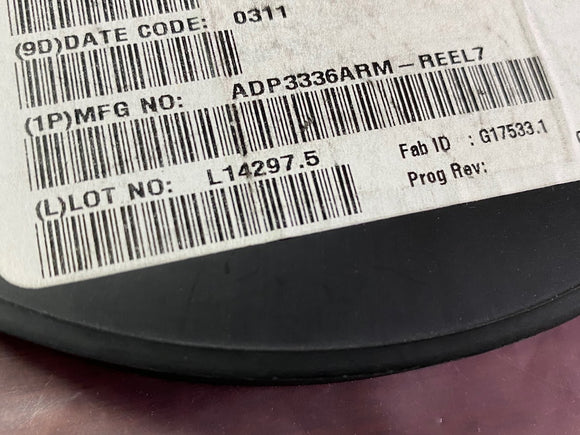 (9D)DATE CODE: 0311
(1P)MFG NO: ADP3336ARM-REEL7
(L)LOT NO: L14297.5
Fab ID : G17533.1
Prog Rev: